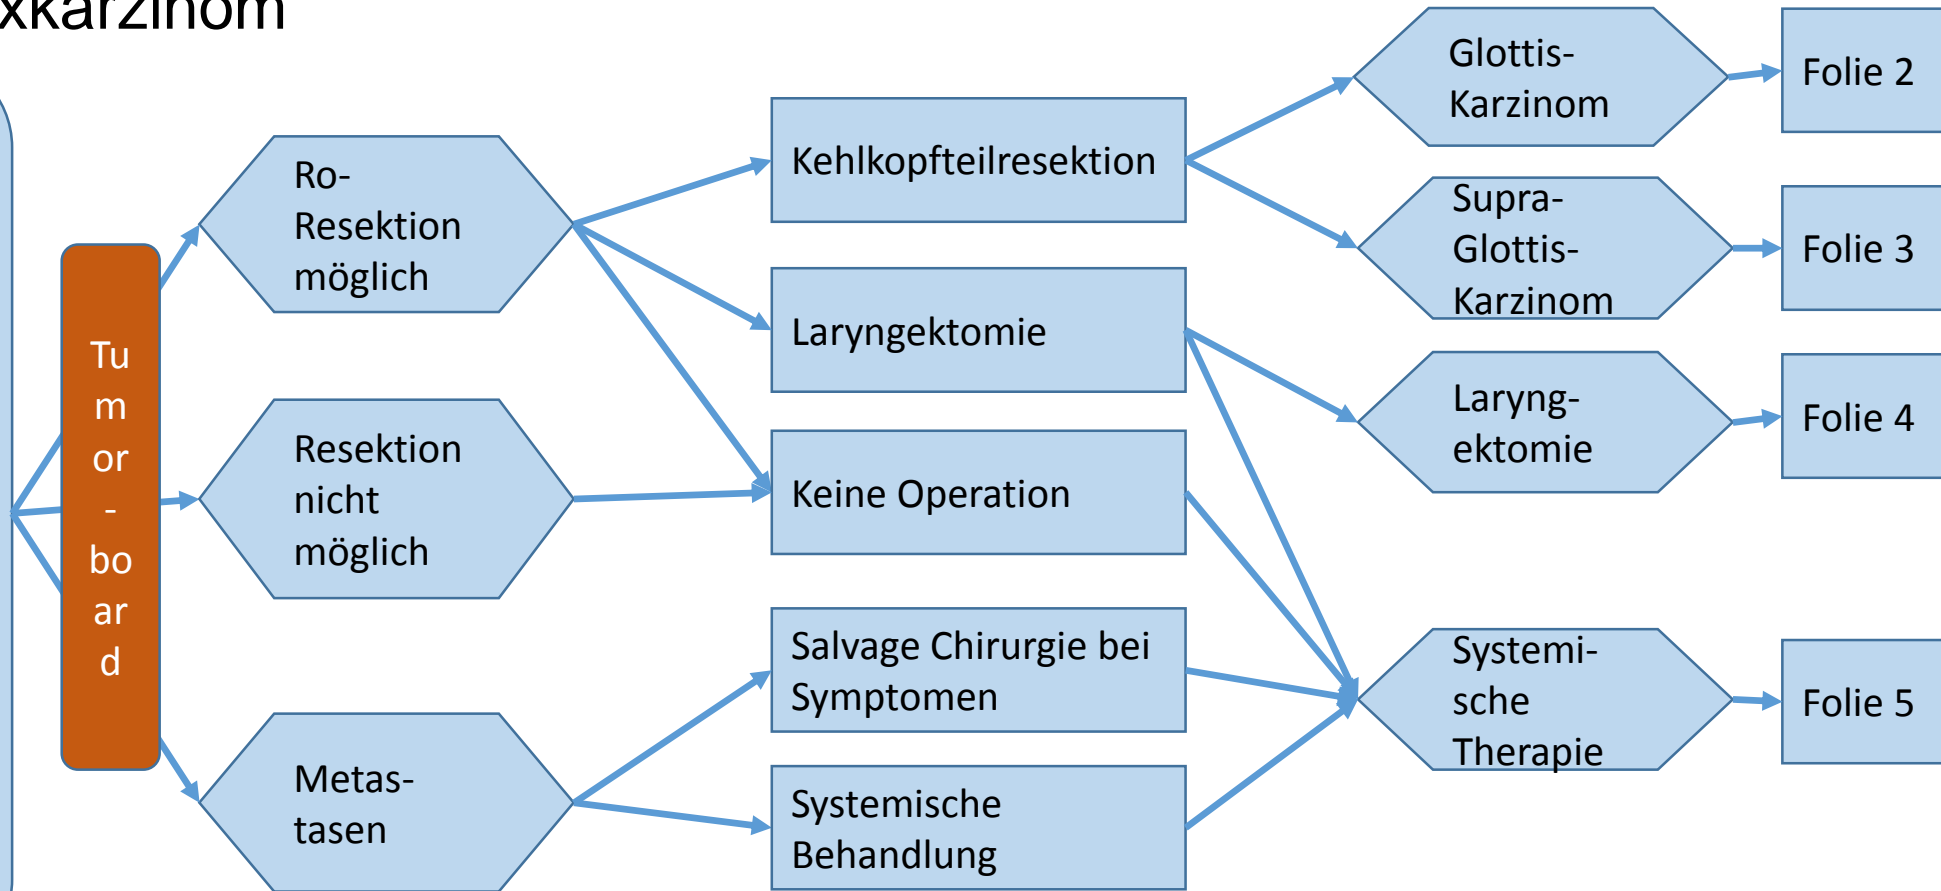 xkarzinom
Tu
m
or
-
bo
ar
d
Ro-
Resektion
möglich
Resektion
nicht
möglich
Metas-
tasen
Kehlkopfteilresektion
Laryngektomie
Keine Operation
Salvage Chirurgie bei
Symptomen
Systemische
Behandlung
Glottis-
Karzinom
Supra-
Glottis-
Karzinom
Laryng-
ektomie
Systemi-
sche
Therapie
Folie 2
Folie 3
Folie 4
Folie 5